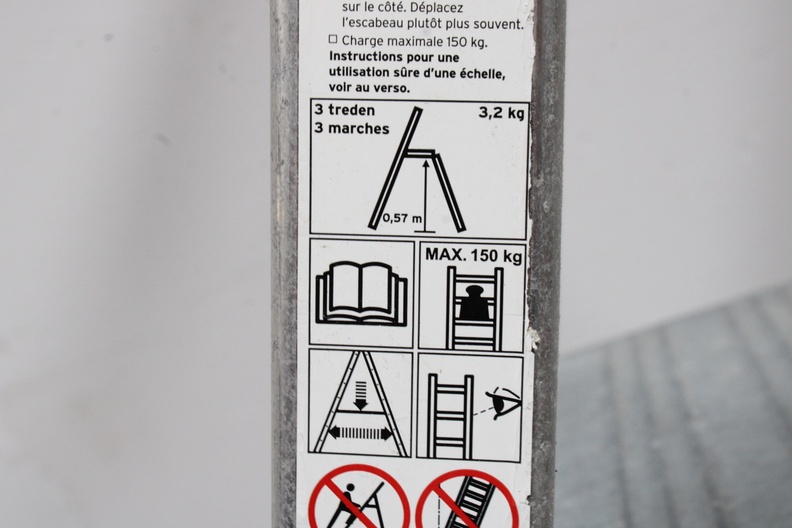 sur le côté. Déplacez
l'escabeau plutôt plus souvent.
☐ Charge maximale 150 kg.
Instructions pour une
utilisation sûre d'une échelle,
voir au verso.
3 treden 3,2 kg
3 marches
0,57 m
MAX. 150 kg